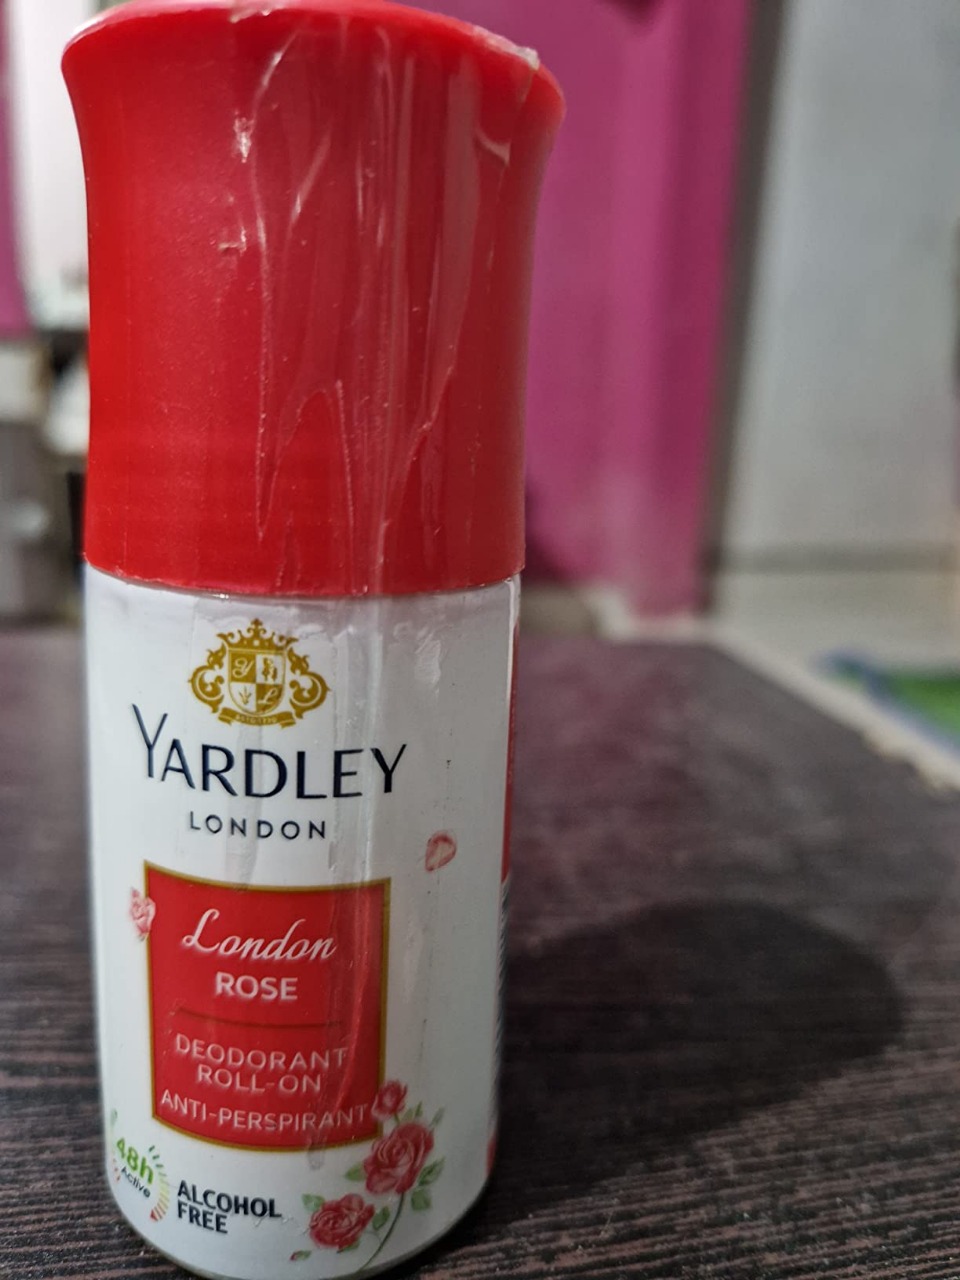 YARDLEY
LONDON
London
ROSE
DEODORANT
ROLL-ON
ANTI-PERSPIRANT
48h
Active
ALCOHOL
FREE